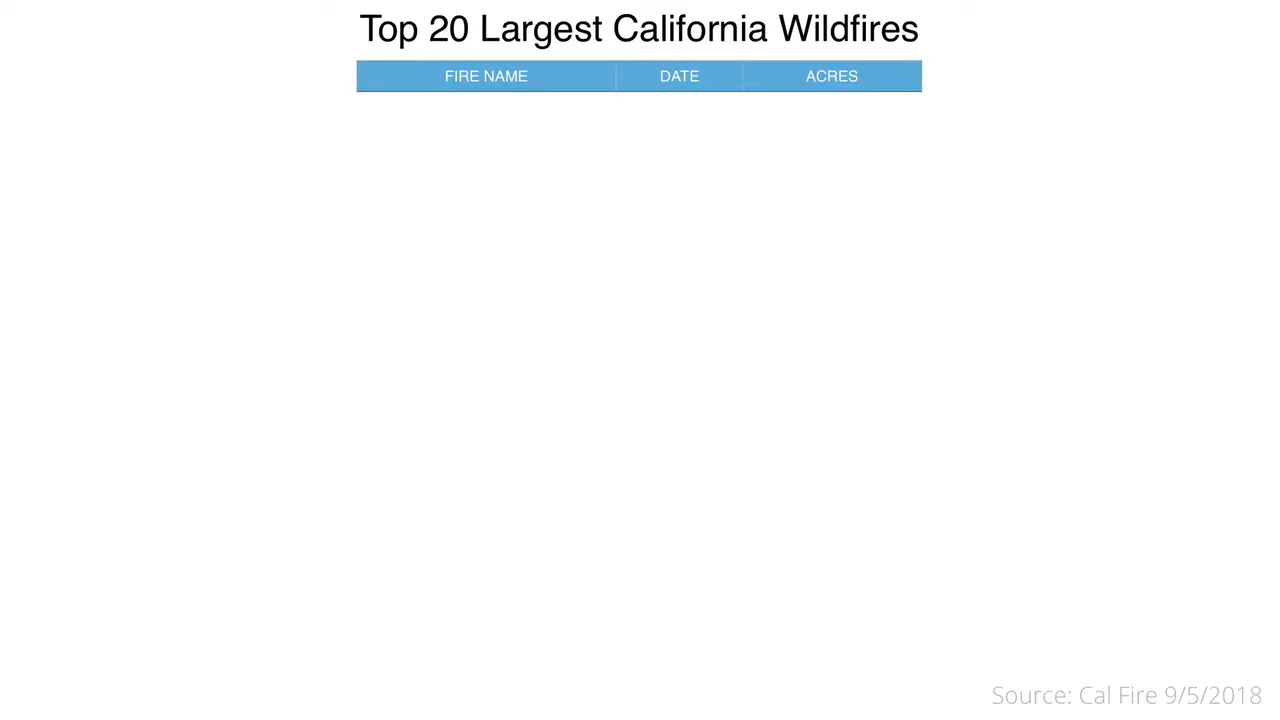 Top 20 Largest California Wildfires
FIRE NAME DATE ACRES
Source: Cal Fire 9/5/2018